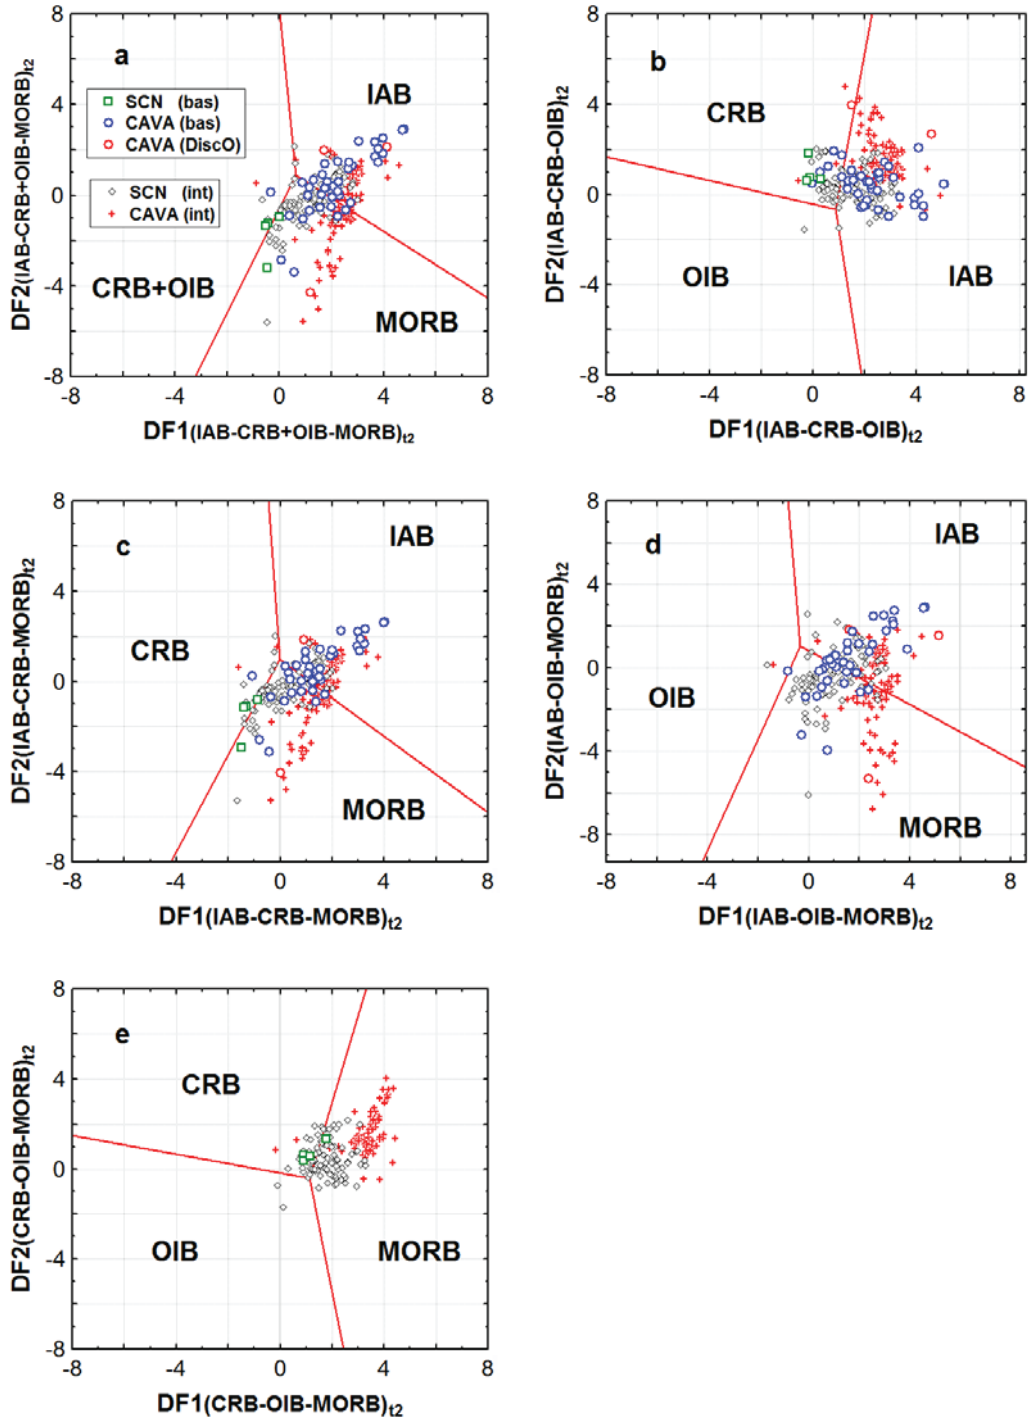 a
IAB
SCN (bas)
CAVA (bas)
CAVA (DiscO)
SCN (int)
CAVA (int)
CRB+OIB
MORB
8
4
0
-4
-8
-8 -4 0 4 8
DF1(IAB-CRB+OIB-MORB)t2
DF2(IAB-CRB+OIB-MORB)t2
b
CRB
OIB
IAB
8
4
0
-4
-8
-8 -4 0 4 8
DF1(IAB-CRB-OIB)t2
DF2(IAB-CRB-OIB)t2
c
IAB
CRB
MORB
8
4
0
-4
-8
-8 -4 0 4 8
DF1(IAB-CRB-MORB)t2
DF2(IAB-CRB-MORB)t2
d
IAB
OIB
MORB
8
4
0
-4
-8
-8 -4 0 4 8
DF1(IAB-OIB-MORB)t2
DF2(IAB-OIB-MORB)t2
e
CRB
OIB
MORB
8
4
0
-4
-8
-8 -4 0 4 8
DF1(CRB-OIB-MORB)t2
DF2(CRB-OIB-MORB)t2